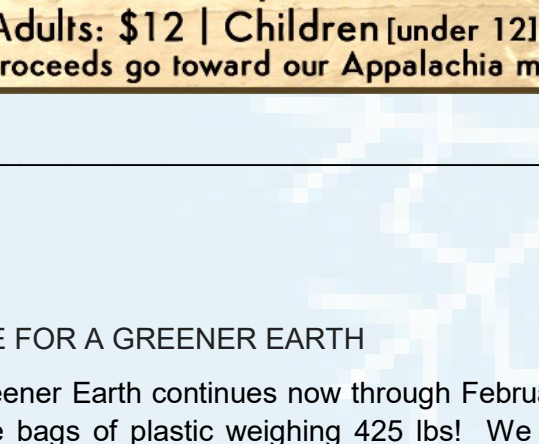 Adults: $12 | Children [under 12]
roceeds go toward our Appalachia m
E FOR A GREENER EARTH
eener Earth continues now through Febru
e bags of plastic weighing 425 lbs! We